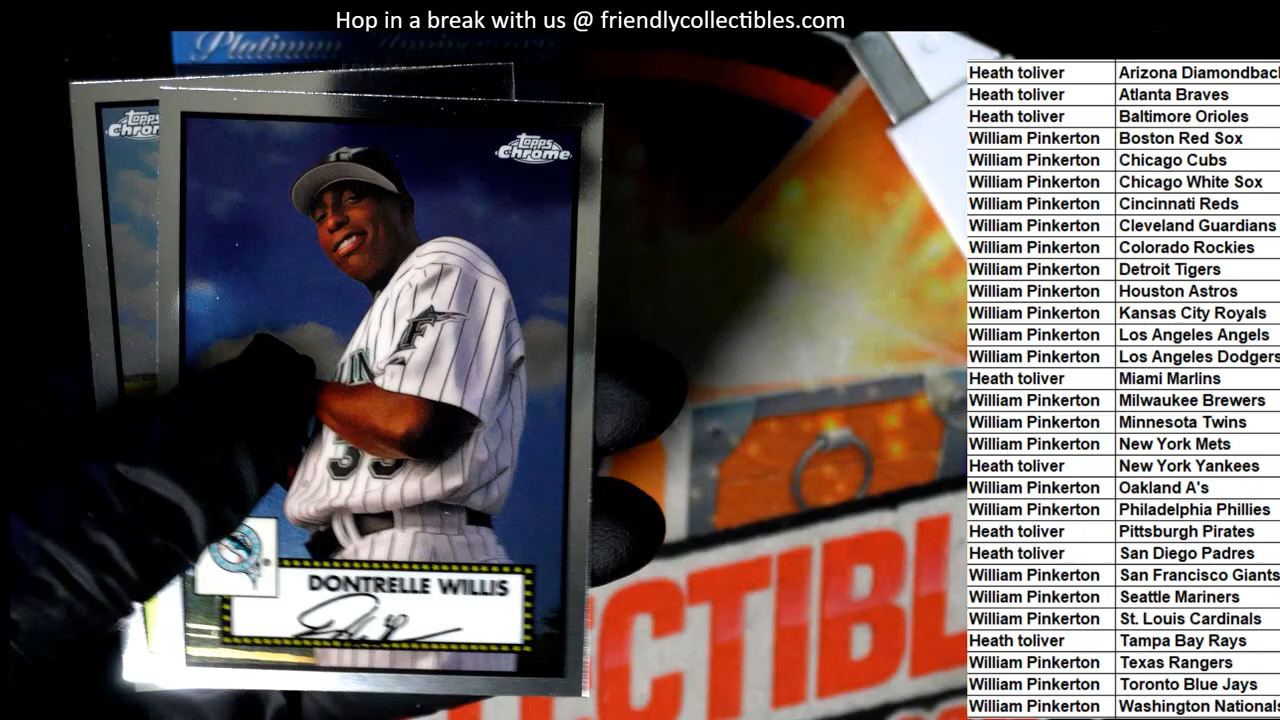 Hop in a break with us @ friendlycollectibles.com
Platinum Anniversary
Topps
Chrome
Topps
Chrome
DONTRELLE WILLIS
CTIBL
Heath toliver Arizona Diamondbac
Heath toliver Atlanta Braves
Heath toliver Baltimore Orioles
William Pinkerton Boston Red Sox
William Pinkerton Chicago Cubs
William Pinkerton Chicago White Sox
William Pinkerton Cincinnati Reds
William Pinkerton Cleveland Guardians
William Pinkerton Colorado Rockies
William Pinkerton Detroit Tigers
William Pinkerton Houston Astros
William Pinkerton Kansas City Royals
William Pinkerton Los Angeles Angels
William Pinkerton Los Angeles Dodgers
Heath toliver Miami Marlins
William Pinkerton Milwaukee Brewers
William Pinkerton Minnesota Twins
William Pinkerton New York Mets
Heath toliver New York Yankees
William Pinkerton Oakland A's
William Pinkerton Philadelphia Phillies
Heath toliver Pittsburgh Pirates
Heath toliver San Diego Padres
William Pinkerton San Francisco Giants
William Pinkerton Seattle Mariners
William Pinkerton St. Louis Cardinals
Heath toliver Tampa Bay Rays
William Pinkerton Texas Rangers
William Pinkerton Toronto Blue Jays
William Pinkerton Washington Nationals